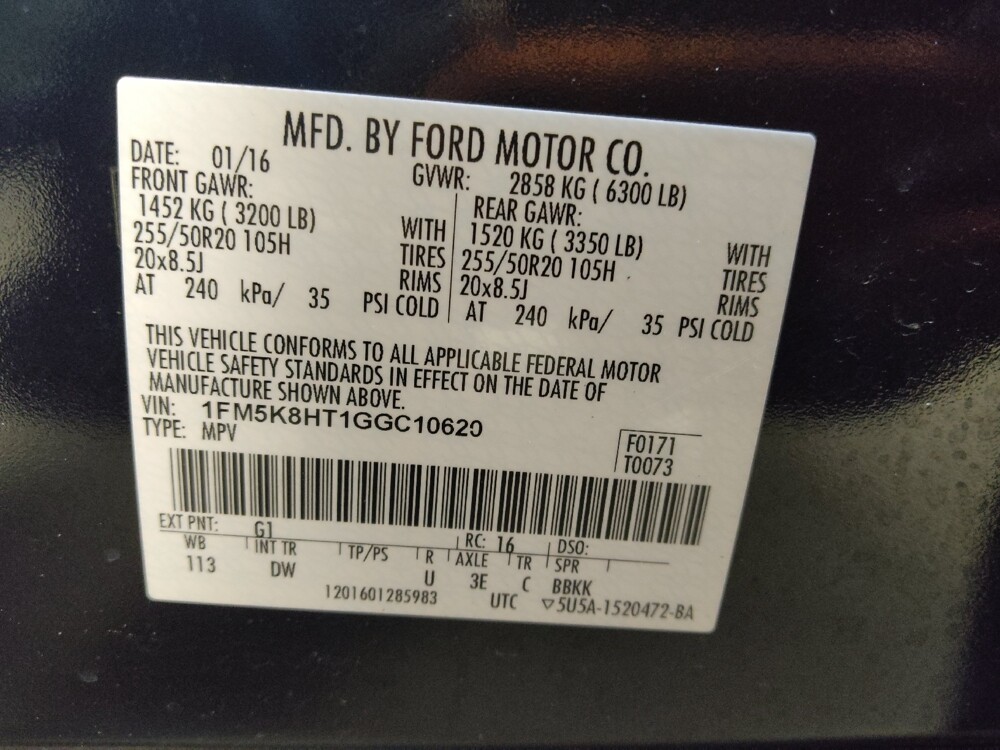 MFD. BY FORD MOTOR CO.
DATE: 01/16
GVWR: 2858 KG ( 6300 LB)
FRONT GAWR:
1452 KG ( 3200 LB) WITH
255/50R20 105H TIRES
20x8.5J RIMS
AT 240 kPa/ 35 PSI COLD
REAR GAWR:
1520 KG ( 3350 LB) WITH
255/50R20 105H TIRES
20x8.5J RIMS
AT 240 kPa/ 35 PSI COLD
THIS VEHICLE CONFORMS TO ALL APPLICABLE FEDERAL MOTOR
VEHICLE SAFETY STANDARDS IN EFFECT ON THE DATE OF
MANUFACTURE SHOWN ABOVE.
VIN: 1FM5K8HT1GGC10620
TYPE: MPV
F0171
T0073
EXT PNT: G1 RC: 16 DSO:
WB INT TR TP/PS R AXLE TR SPR
113 DW U 3E C BBKK
1201601285983 UTC ▽5U5A-1520472-BA